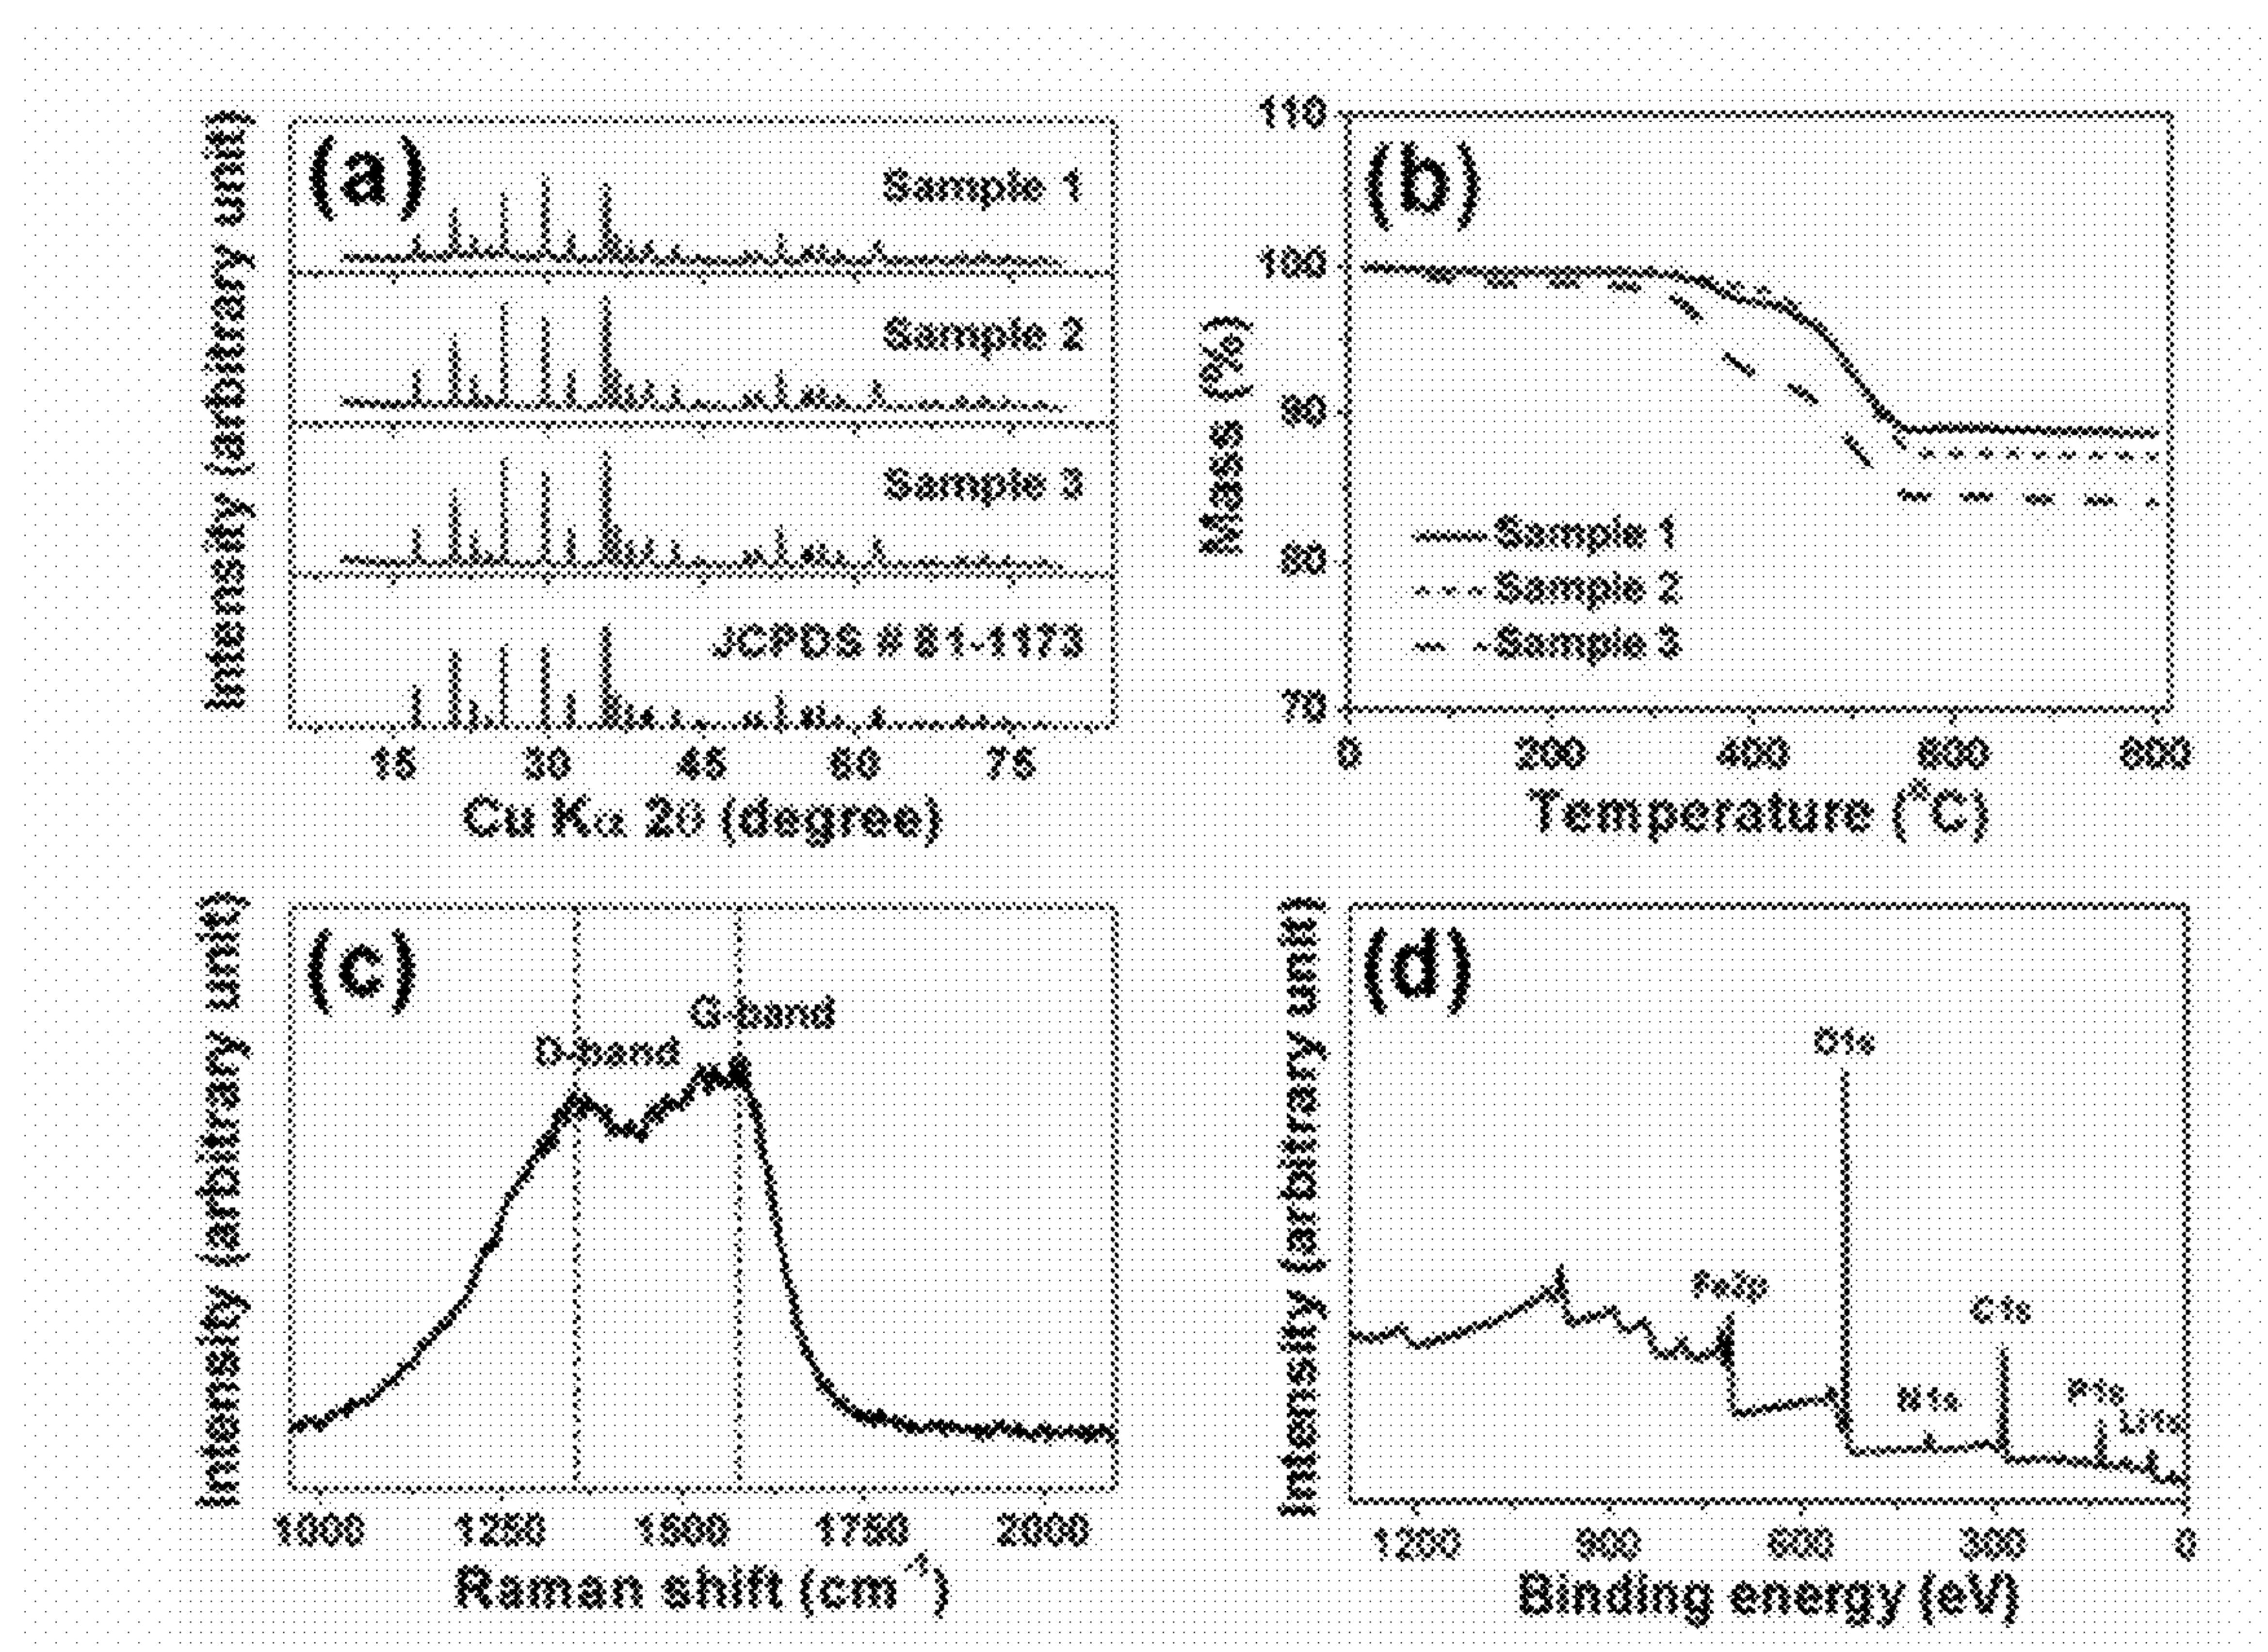 (a)
Intensity (arbitrary unit)
Sample 1
Sample 2
Sample 3
JCPDS # 81-1173
15 30 45 60 75
Cu Kα 2θ (degree)
(b)
Mass (%)
110
100
90
80
70
Sample 1
Sample 2
Sample 3
0 200 400 600 800
Temperature (°C)
(c)
Intensity (arbitrary unit)
G-band
D-band
1000 1250 1500 1750 2000
Raman shift (cm-1)
(d)
Intensity (arbitrary unit)
O1s
Fe2p
C1s
N1s
P1s
Li1s
1200 900 600 300 0
Binding energy (eV)